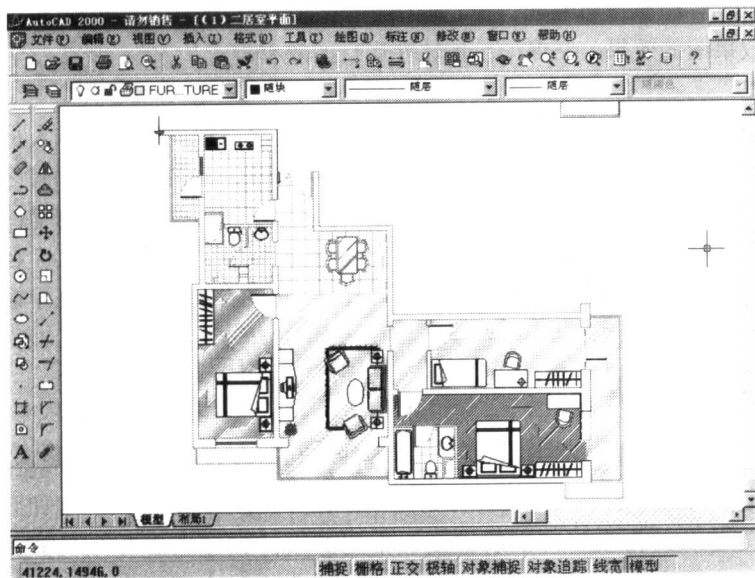 AutoCAD 2000 - 请勿销售 - [(1)二居室平面]
文件(F) 编辑(E) 视图(V) 插入(I) 格式(O) 工具(T) 绘图(D) 标注(N) 修改(M) 窗口(W) 帮助(H)
FUR...TURE 随块 随层 随层 随颜色
模型 布局1
命令
41224, 14946, 0 捕捉 栅格 正交 极轴 对象捕捉 对象追踪 线宽 模型